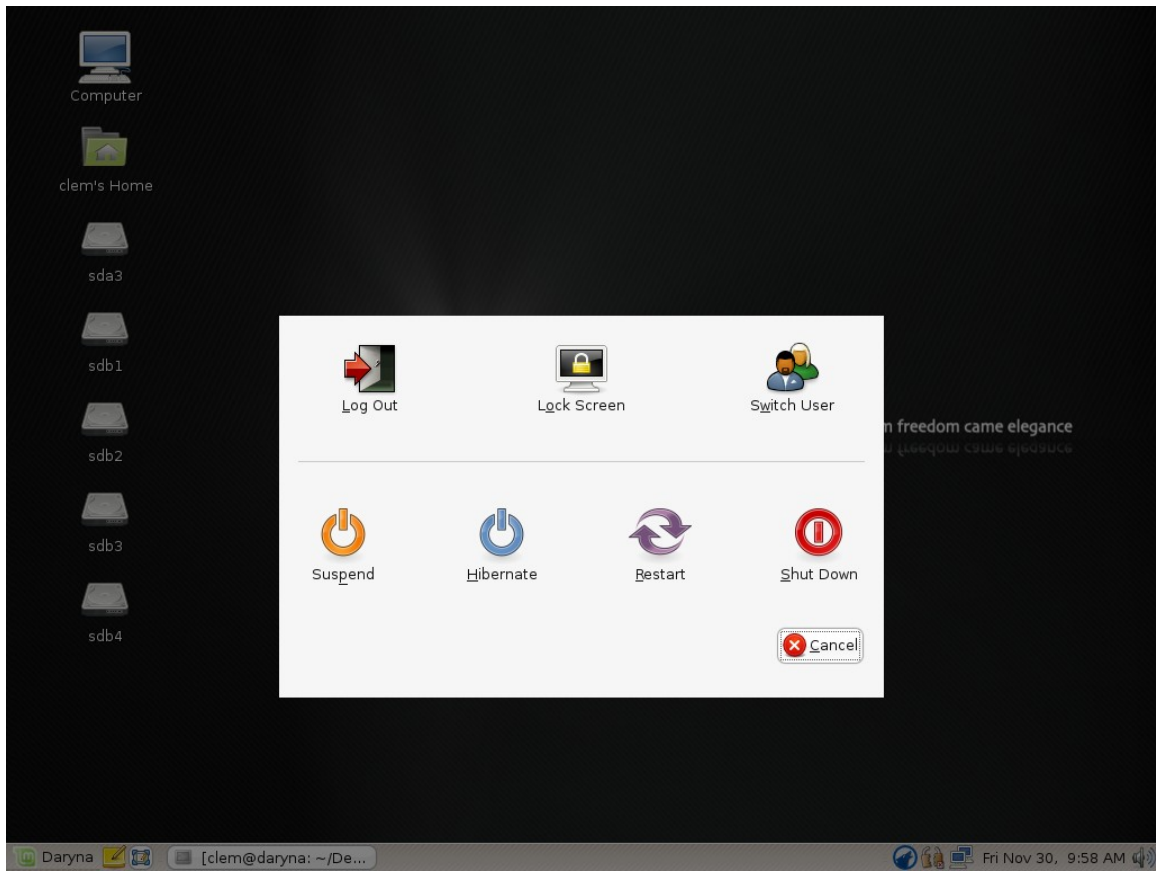 Computer
clem's Home
sda3
sdb1
sdb2
sdb3
sdb4
Log Out
Lock Screen
Switch User
freedom came elegance
Suspend
Hibernate
Restart
Shut Down
Cancel
Daryna
[clem@daryna: ~/De...
Fri Nov 30, 9:58 AM